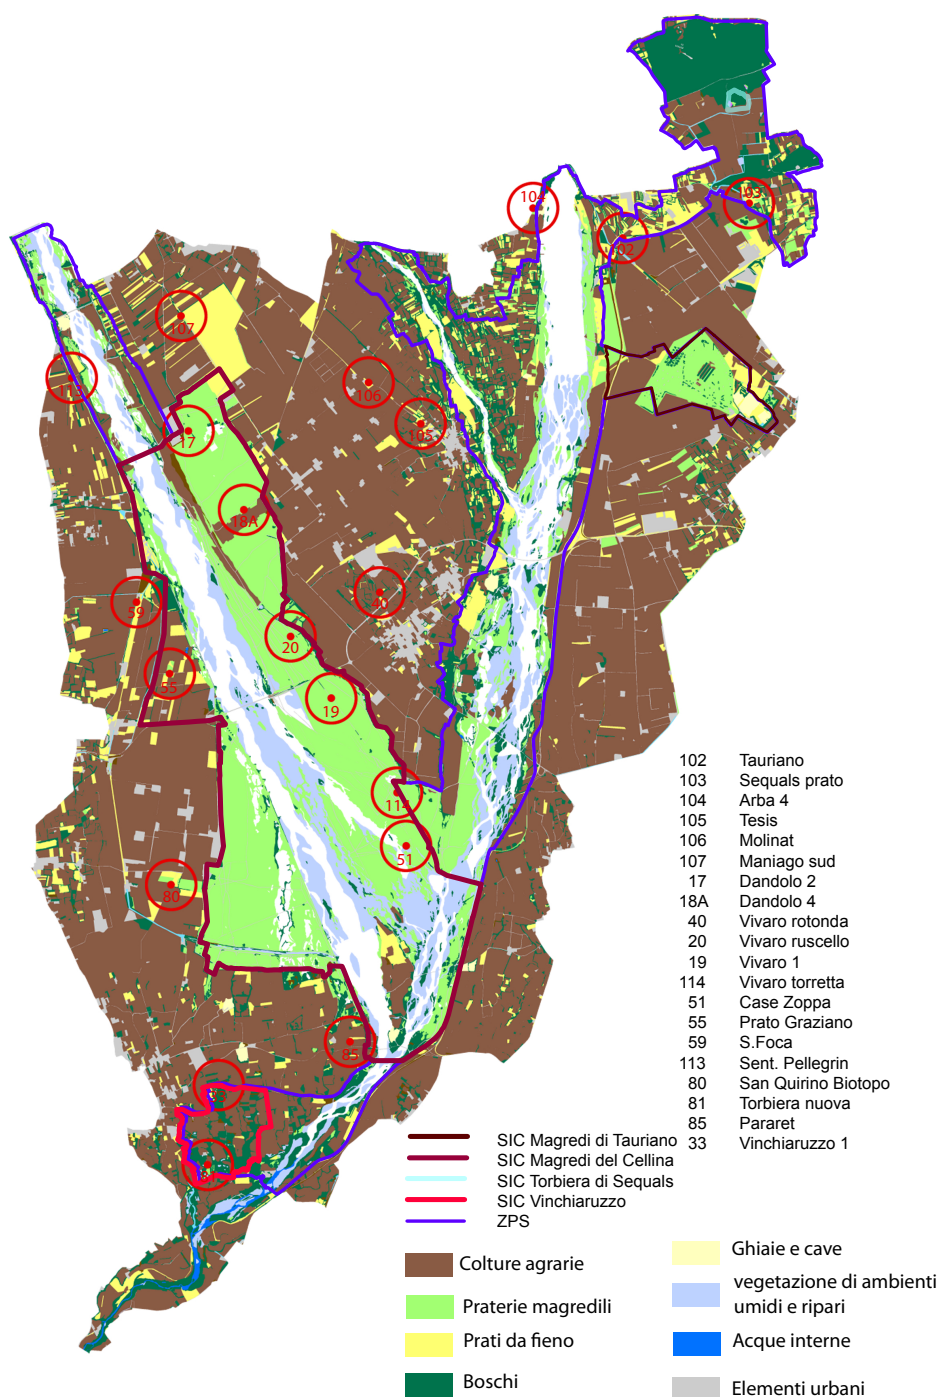 104
103
102
107
11
106
105
17
18A
59
40
20
55
19
114
51
80
85
102 Tauriano
103 Sequals prato
104 Arba 4
105 Tesis
106 Molinat
107 Maniago sud
17 Dandolo 2
18A Dandolo 4
40 Vivaro rotonda
20 Vivaro ruscello
19 Vivaro 1
114 Vivaro torretta
51 Case Zoppa
55 Prato Graziano
59 S.Foca
113 Sent. Pellegrin
80 San Quirino Biotopo
81 Torbiera nuova
85 Pararet
33 Vinchiaruzzo 1
SIC Magredi di Tauriano
SIC Magredi del Cellina
SIC Torbiera di Sequals
SIC Vinchiaruzzo
ZPS
Colture agrarie
Praterie magredili
Prati da fieno
Boschi
Ghiaie e cave
vegetazione di ambienti
umidi e ripari
Acque interne
Elementi urbani